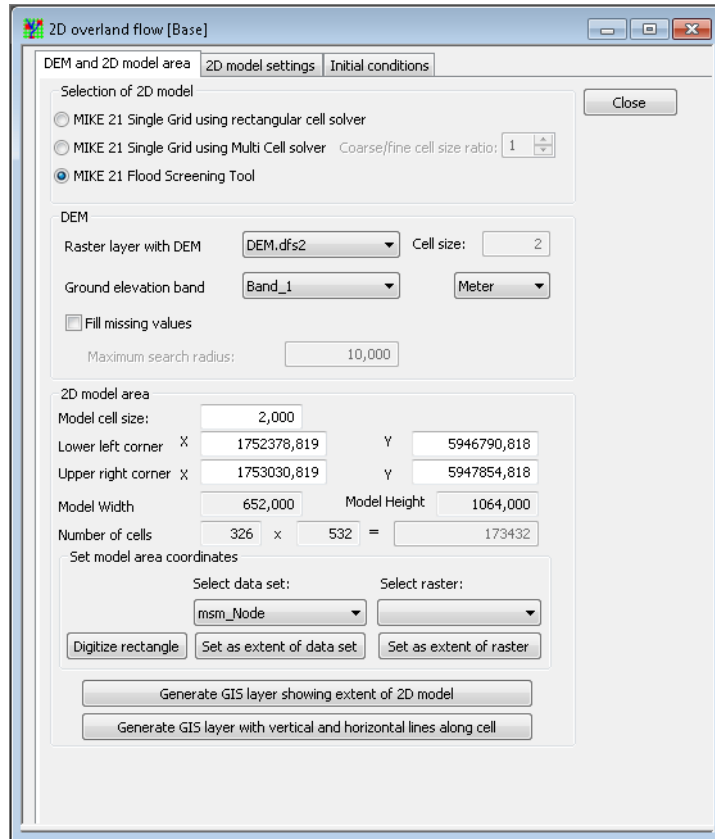 2D overland flow [Base]
DEM and 2D model area 2D model settings Initial conditions
Selection of 2D model
Close
MIKE 21 Single Grid using rectangular cell solver
MIKE 21 Single Grid using Multi Cell solver Coarse/fine cell size ratio: 1
MIKE 21 Flood Screening Tool
DEM
Raster layer with DEM DEM.dfs2 Cell size: 2
Ground elevation band Band_1 Meter
Fill missing values
Maximum search radius: 10,000
2D model area
Model cell size: 2,000
Lower left corner X 1752378,819 Y 5946790,818
Upper right corner X 1753030,819 Y 5947854,818
Model Width 652,000 Model Height 1064,000
Number of cells 326 x 532 = 173432
Set model area coordinates
Select data set: Select raster:
msm_Node
Digitize rectangle Set as extent of data set Set as extent of raster
Generate GIS layer showing extent of 2D model
Generate GIS layer with vertical and horizontal lines along cell